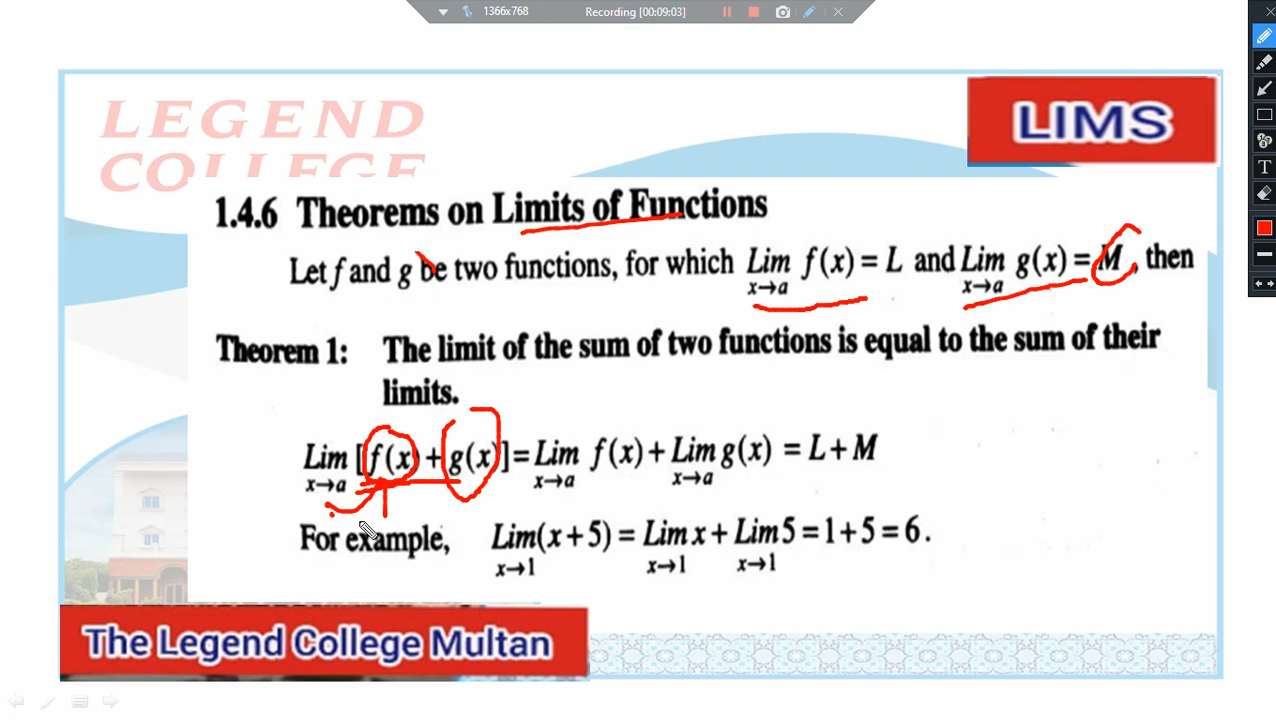 1366x768 Recording [00:09:03]
LEGEND
COLLEGE
LIMS
1.4.6 Theorems on Limits of Functions
Let f and g be two functions, for which Lim f(x) = L and Lim g(x) = M, then
x→a x→a
Theorem 1: The limit of the sum of two functions is equal to the sum of their
limits.
Lim [f(x) + g(x)] = Lim f(x) + Lim g(x) = L + M
x→a x→a x→a
For example, Lim(x + 5) = Lim x + Lim 5 = 1 + 5 = 6.
x→1 x→1 x→1
The Legend College Multan